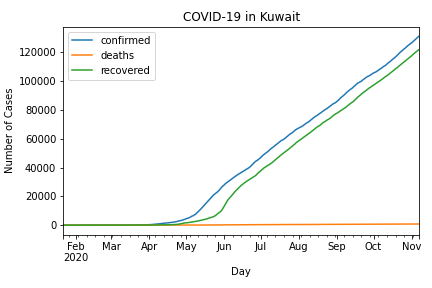 COVID-19 in Kuwait
confirmed
deaths
recovered
Number of Cases
120000
100000
80000
60000
40000
20000
0
Feb Mar Apr May Jun Jul Aug Sep Oct Nov
2020
Day